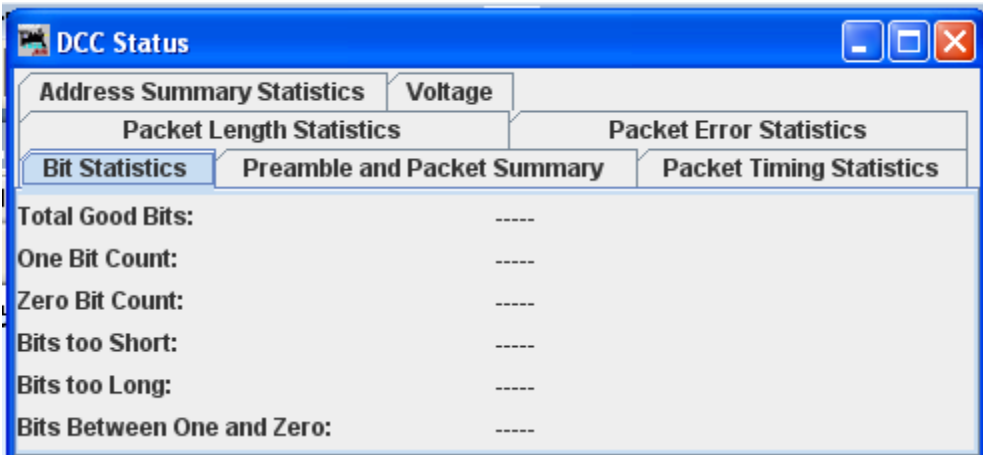 DCC Status
Address Summary Statistics Voltage
Packet Length Statistics Packet Error Statistics
Bit Statistics Preamble and Packet Summary Packet Timing Statistics
Total Good Bits: -----
One Bit Count: -----
Zero Bit Count: -----
Bits too Short: -----
Bits too Long: -----
Bits Between One and Zero: -----